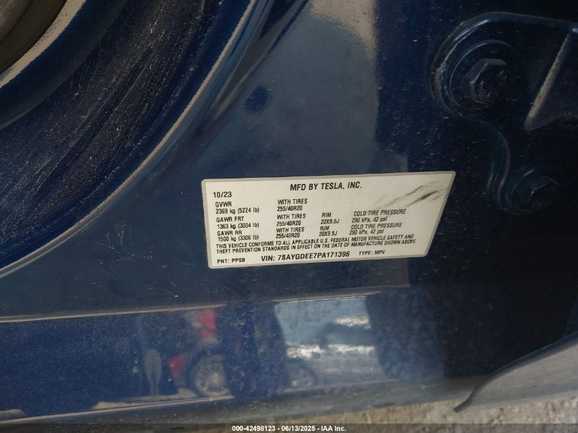 MFD BY TESLA, INC.
10/23
GVWR WITH TIRES
2369 kg (5224 lb) 255/40R20
GAWR FRT WITH TIRES RIM COLD TIRE PRESSURE
1363 kg (3004 lb) 255/40R20 20X9.5J 290 kPa, 42 psi
GAWR RR WITH TIRES RIM COLD TIRE PRESSURE
1500 kg (3306 lb) 255/40R20 20X9.5J 290 kPa, 42 psi
THIS VEHICLE CONFORMS TO ALL APPLICABLE U.S. FEDERAL MOTOR VEHICLE SAFETY AND
THEFT PREVENTION STANDARDS IN EFFECT ON THE DATE OF MANUFACTURE SHOWN ABOVE.
PNT: PPSB VIN: 7SAYGDEE7PA171396 TYPE: MPV
000-42498123 - 06/13/2025 - IAA Inc.